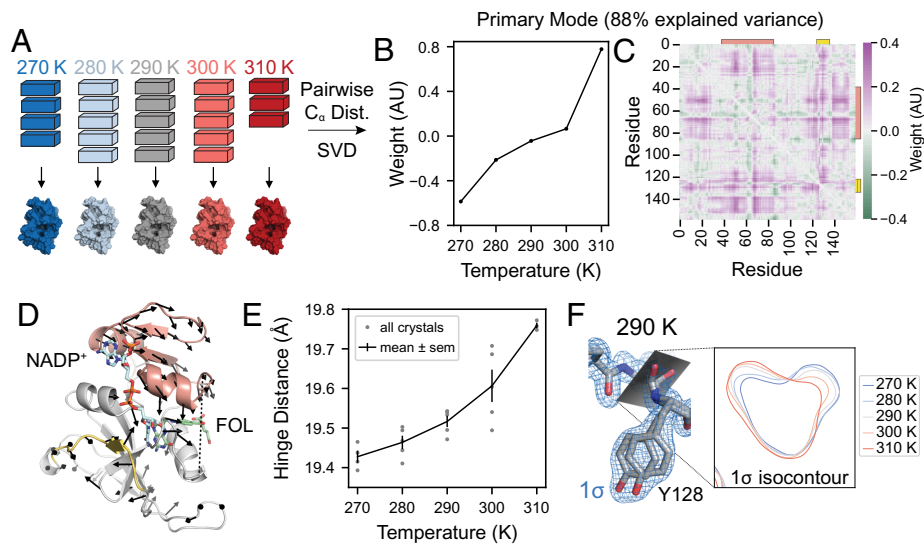 Primary Mode (88% explained variance)
A
270 K 280 K 290 K 300 K 310 K
Pairwise
Cα Dist.
SVD
B
Weight (AU)
0.8
0.4
0.0
−0.4
−0.8
270 280 290 300 310
Temperature (K)
C
Residue
0
20
40
60
80
100
120
140
0 20 40 60 80 100 120 140
Residue
0.4
0.2
0.0
−0.2
−0.4
Weight (AU)
D
NADP+
FOL
E
Hinge Distance (Å)
19.8
19.7
19.6
19.5
19.4
all crystals
mean ± sem
270 280 290 300 310
Temperature (K)
F
290 K
1σ
Y128
1σ isocontour
270 K
280 K
290 K
300 K
310 K